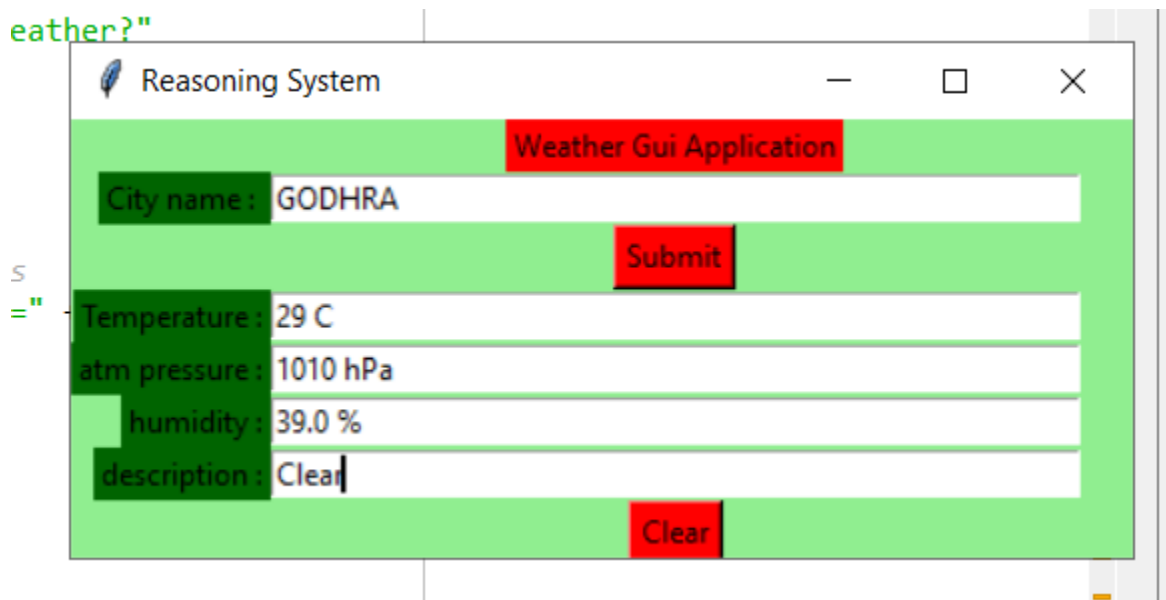 eather?"
Reasoning System
Weather Gui Application
City name : GODHRA
Submit
s
=" 
Temperature : 29 C
atm pressure : 1010 hPa
humidity : 39.0 %
description : Clear
Clear